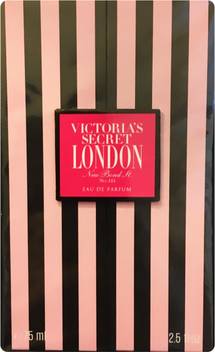 VICTORIA'S
SECRET
LONDON
New Bond St.
No. 111
EAU DE PARFUM
75 ml
2.5 fl oz